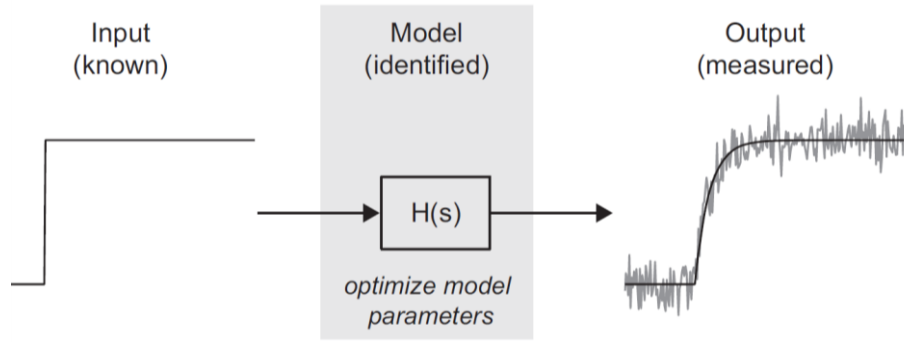 Input
(known)
Model
(identified)
Output
(measured)
H(s)
optimize model
parameters